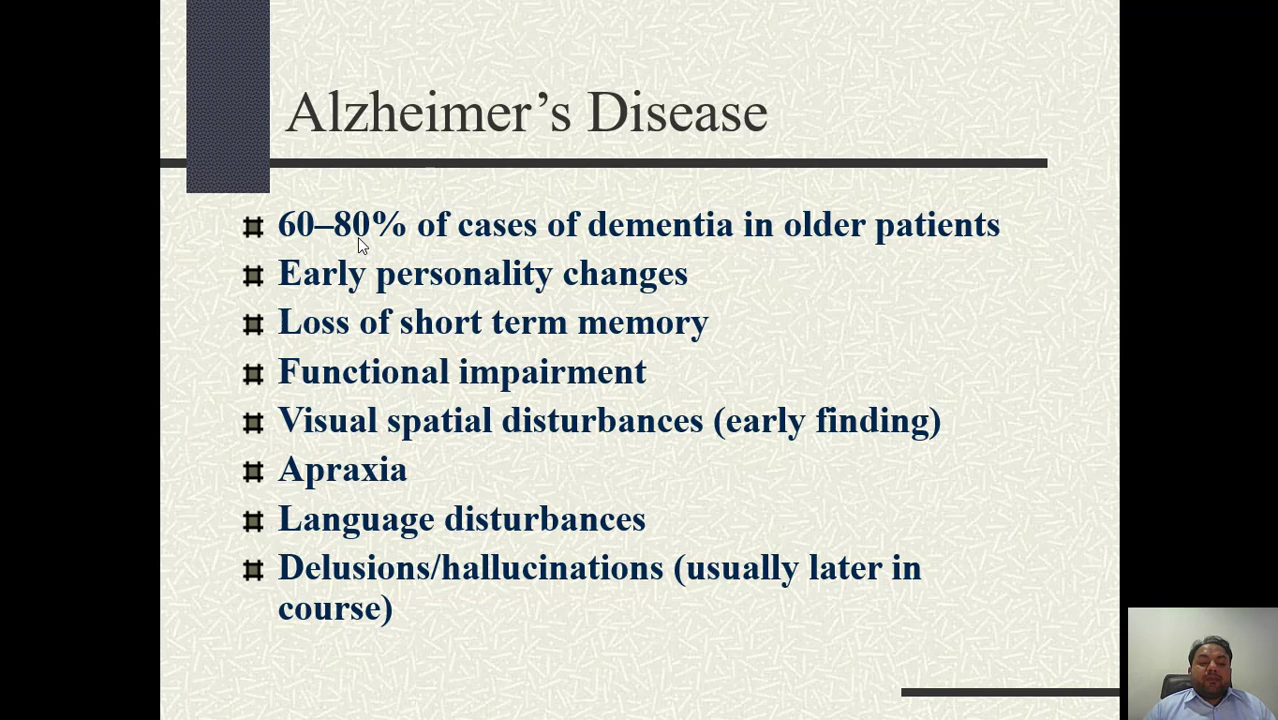 Alzheimer’s Disease
60–80% of cases of dementia in older patients
Early personality changes
Loss of short term memory
Functional impairment
Visual spatial disturbances (early finding)
Apraxia
Language disturbances
Delusions/hallucinations (usually later in
course)